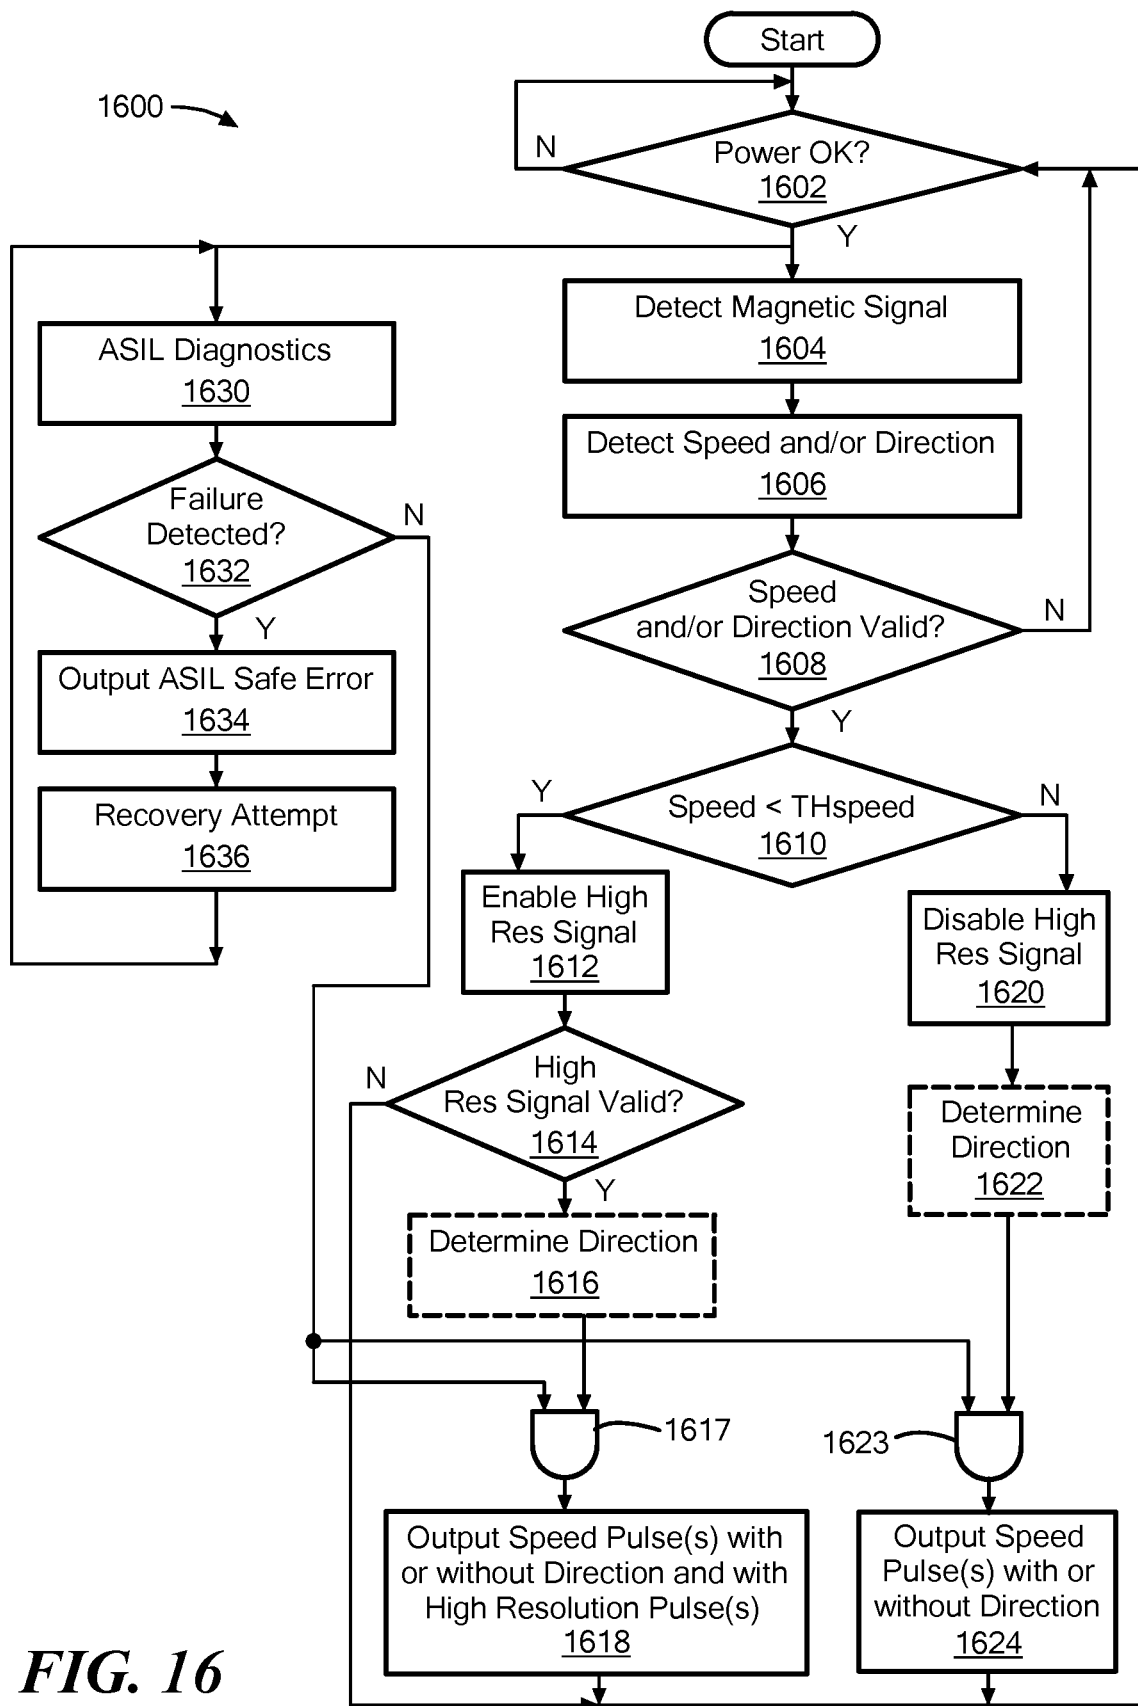 Start
1600
Power OK?
1602
N
Y
Detect Magnetic Signal
1604
ASIL Diagnostics
1630
Detect Speed and/or Direction
1606
Failure
Detected?
1632
N
Y
Speed
and/or Direction Valid?
1608
N
Y
Output ASIL Safe Error
1634
Recovery Attempt
1636
Speed < THspeed
1610
Y
N
Enable High
Res Signal
1612
Disable High
Res Signal
1620
High
Res Signal Valid?
1614
N
Y
Determine
Direction
1622
Determine Direction
1616
1617
1623
Output Speed Pulse(s) with
or without Direction and with
High Resolution Pulse(s)
1618
Output Speed
Pulse(s) with or
without Direction
1624
FIG. 16